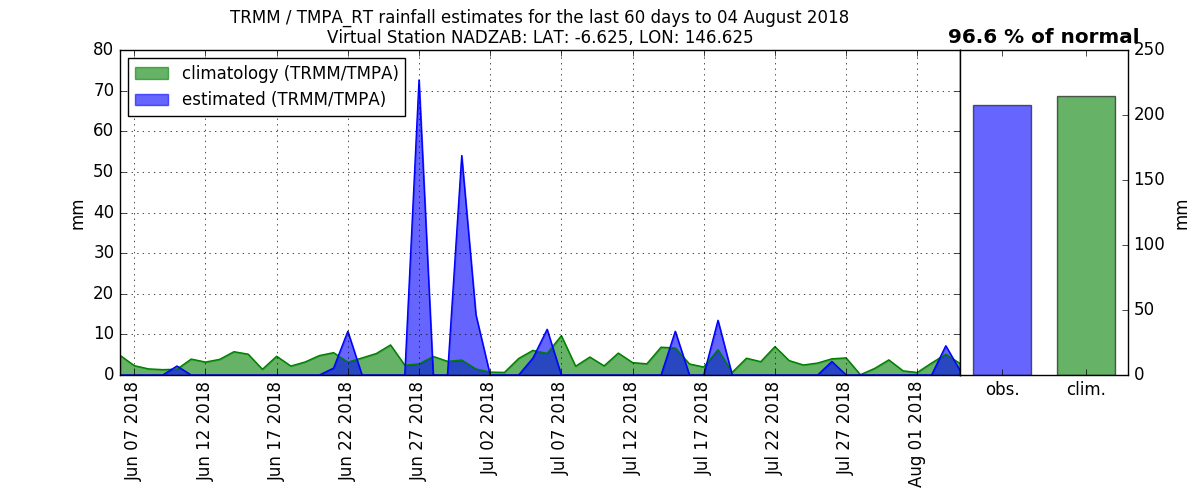 TRMM / TMPA_RT rainfall estimates for the last 60 days to 04 August 2018
Virtual Station NADZAB: LAT: -6.625, LON: 146.625
96.6 % of normal
climatology (TRMM/TMPA)
estimated (TRMM/TMPA)
80
70
60
50
40
30
20
10
0
mm
Jun 07 2018
Jun 12 2018
Jun 17 2018
Jun 22 2018
Jun 27 2018
Jul 02 2018
Jul 07 2018
Jul 12 2018
Jul 17 2018
Jul 22 2018
Jul 27 2018
Aug 01 2018
obs.
clim.
250
200
150
100
50
0
mm